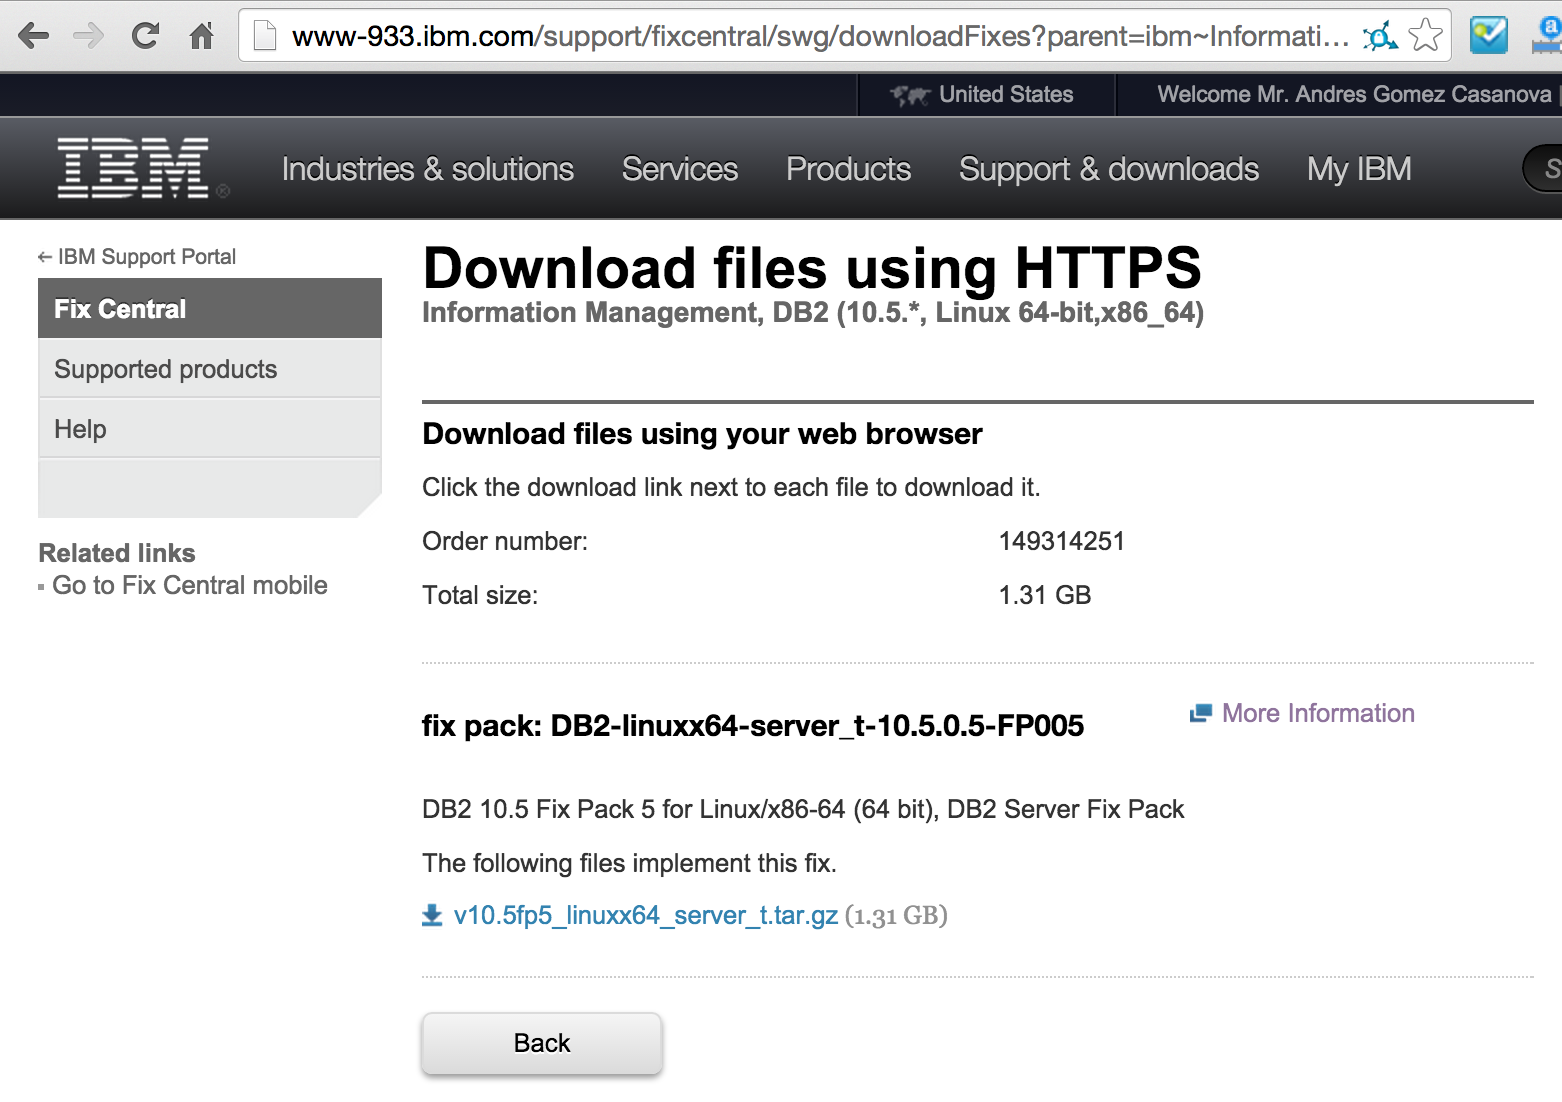 www-933.ibm.com/support/fixcentral/swg/downloadFixes?parent=ibm~Informati...
United States
Welcome Mr. Andres Gomez Casanova
IBM®
Industries & solutions
Services
Products
Support & downloads
My IBM
S
← IBM Support Portal
Fix Central
Supported products
Help
Related links
Go to Fix Central mobile
Download files using HTTPS
Information Management, DB2 (10.5.*, Linux 64-bit,x86_64)
Download files using your web browser
Click the download link next to each file to download it.
Order number: 149314251
Total size: 1.31 GB
fix pack: DB2-linuxx64-server_t-10.5.0.5-FP005
More Information
DB2 10.5 Fix Pack 5 for Linux/x86-64 (64 bit), DB2 Server Fix Pack
The following files implement this fix.
v10.5fp5_linuxx64_server_t.tar.gz (1.31 GB)
Back